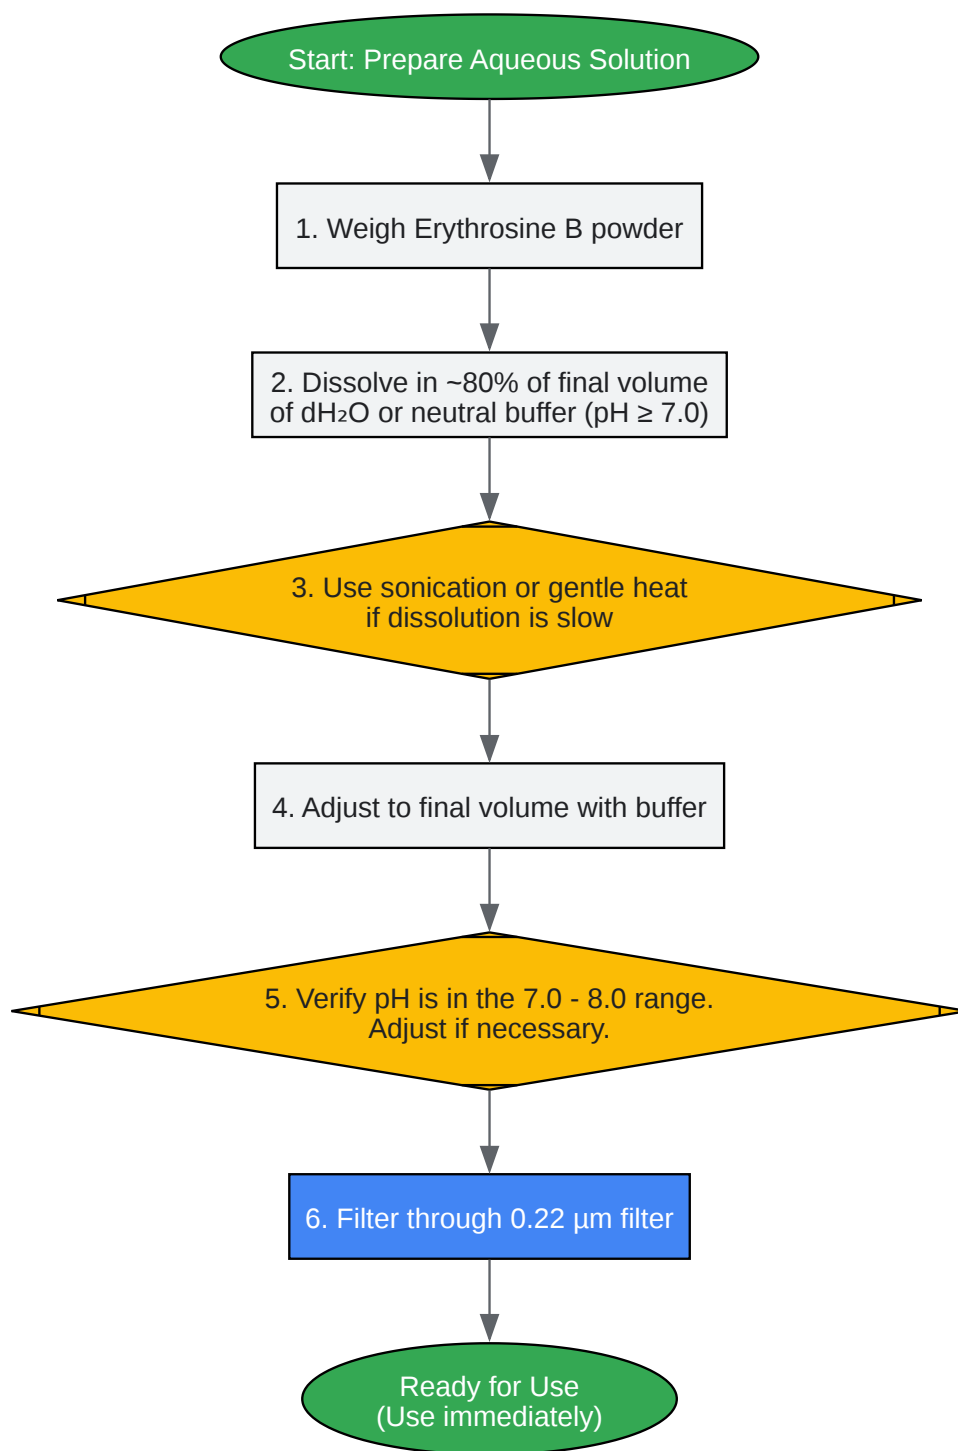 Start: Prepare Aqueous Solution
1. Weigh Erythrosine B powder
2. Dissolve in ~80% of final volume
of dH₂O or neutral buffer (pH ≥ 7.0)
3. Use sonication or gentle heat
if dissolution is slow
4. Adjust to final volume with buffer
5. Verify pH is in the 7.0 - 8.0 range.
Adjust if necessary.
6. Filter through 0.22 µm filter
Ready for Use
(Use immediately)